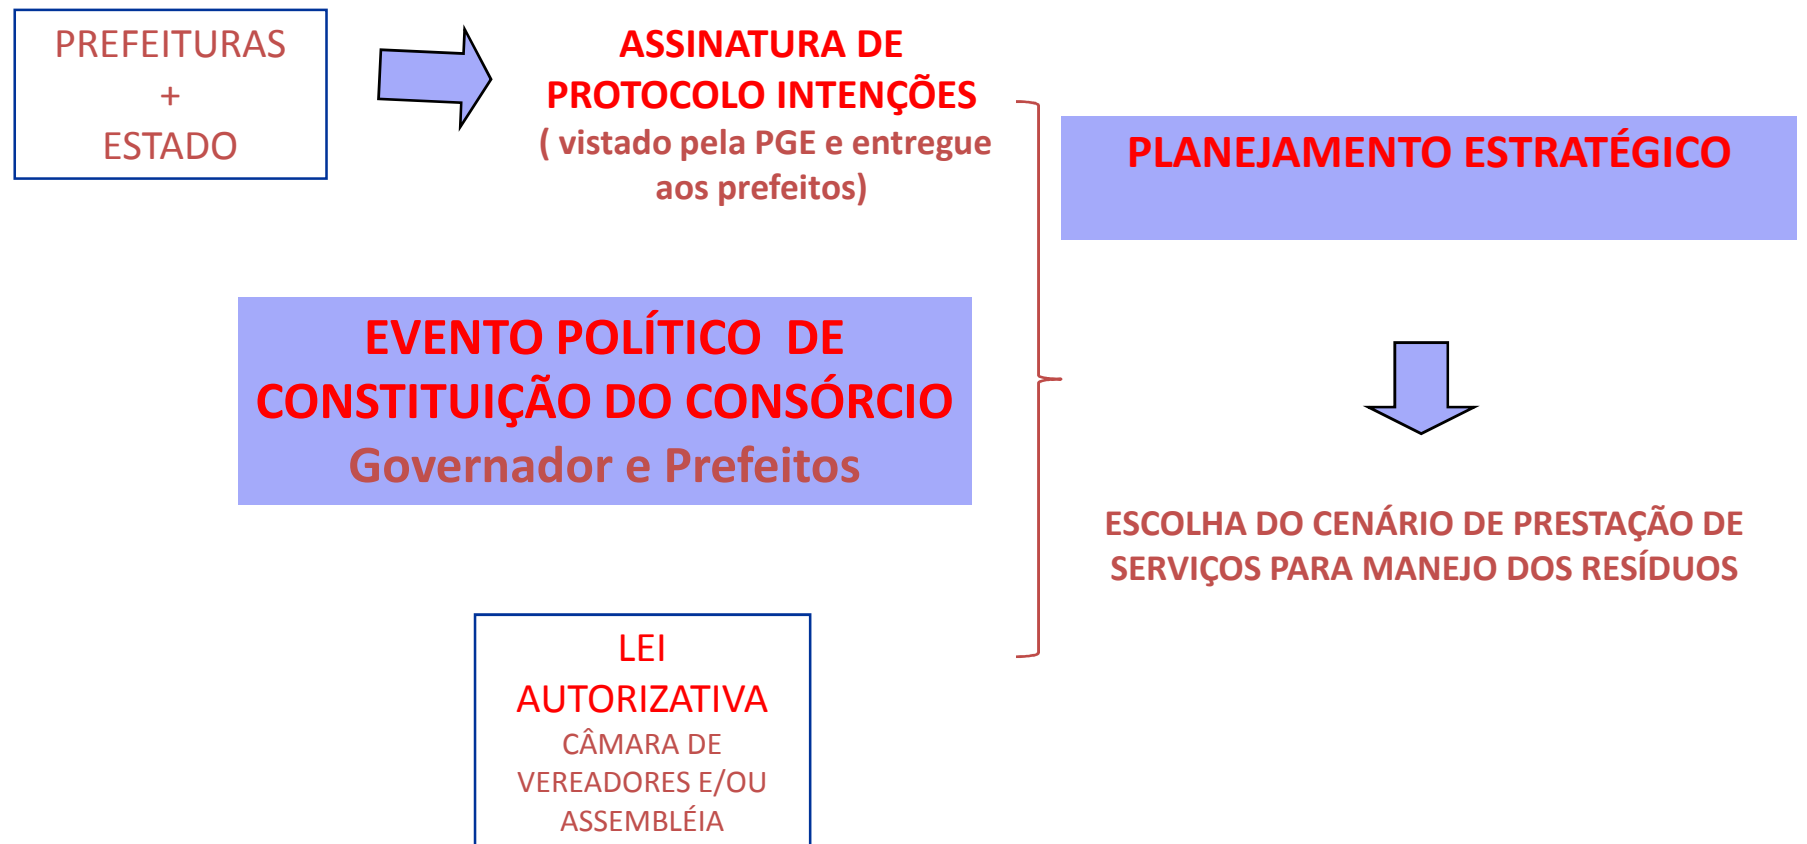 PREFEITURAS
+
ESTADO
ASSINATURA DE
PROTOCOLO INTENÇÕES
( vistado pela PGE e entregue
aos prefeitos)
PLANEJAMENTO ESTRATÉGICO
EVENTO POLÍTICO DE
CONSTITUIÇÃO DO CONSÓRCIO
Governador e Prefeitos
ESCOLHA DO CENÁRIO DE PRESTAÇÃO DE
SERVIÇOS PARA MANEJO DOS RESÍDUOS
LEI
AUTORIZATIVA
CÂMARA DE
VEREADORES E/OU
ASSEMBLÉIA